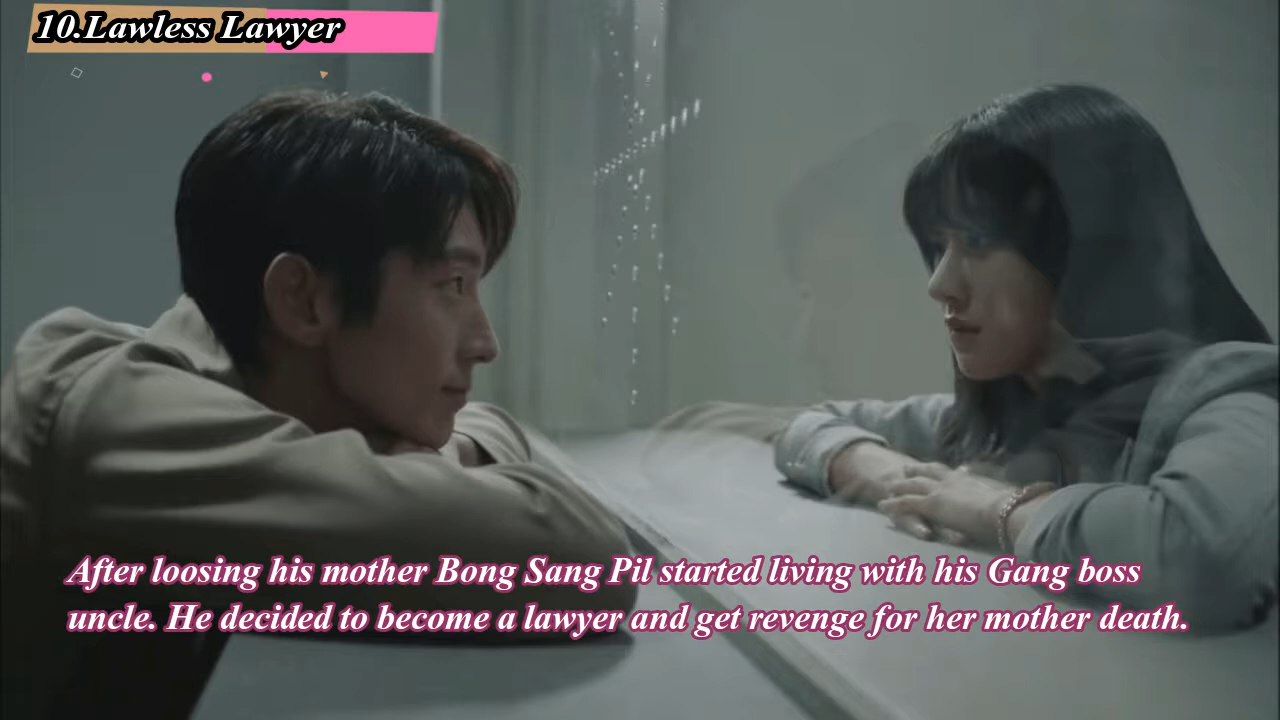 10.Lawless Lawyer
After loosing his mother Bong Sang Pil started living with his Gang boss
uncle. He decided to become a lawyer and get revenge for her mother death.